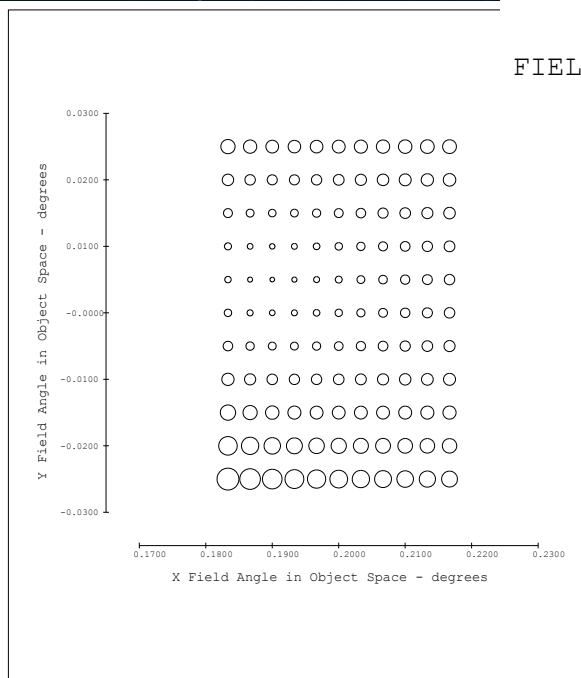 FIEL
0.0300
0.0200
0.0100
-0.0000
-0.0100
-0.0200
-0.0300
Y Field Angle in Object Space - degrees
0.1700 0.1800 0.1900 0.2000 0.2100 0.2200 0.2300
X Field Angle in Object Space - degrees